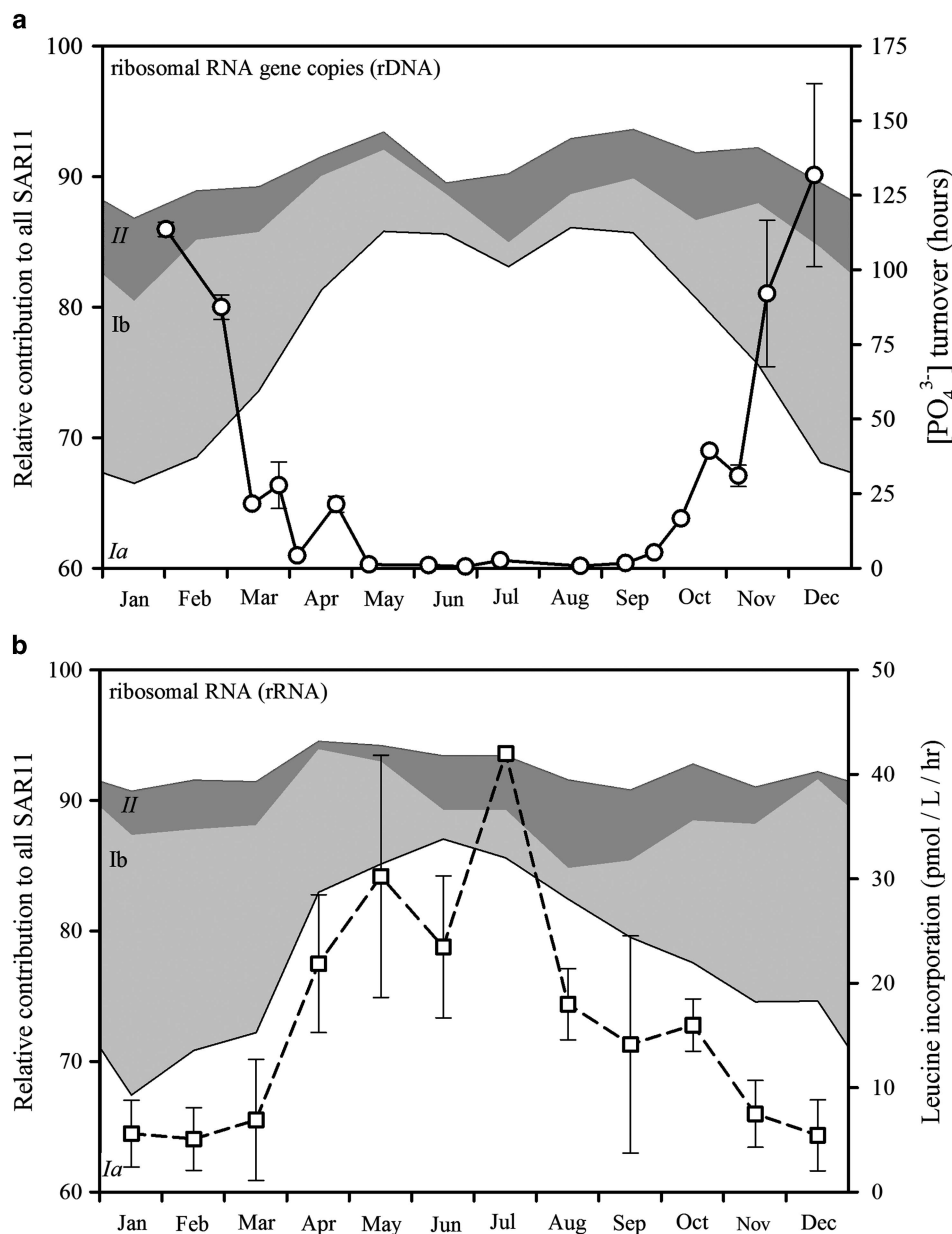 a
ribosomal RNA gene copies (rDNA)
Relative contribution to all SAR11
[PO₄³⁻] turnover (hours)
100
90
80
70
60
175
150
125
100
75
50
25
0
II
Ib
Ia
Jan Feb Mar Apr May Jun Jul Aug Sep Oct Nov Dec
b
ribosomal RNA (rRNA)
Relative contribution to all SAR11
Leucine incorporation (pmol / L / hr)
100
90
80
70
60
50
40
30
20
10
0
II
Ib
Ia
Jan Feb Mar Apr May Jun Jul Aug Sep Oct Nov Dec